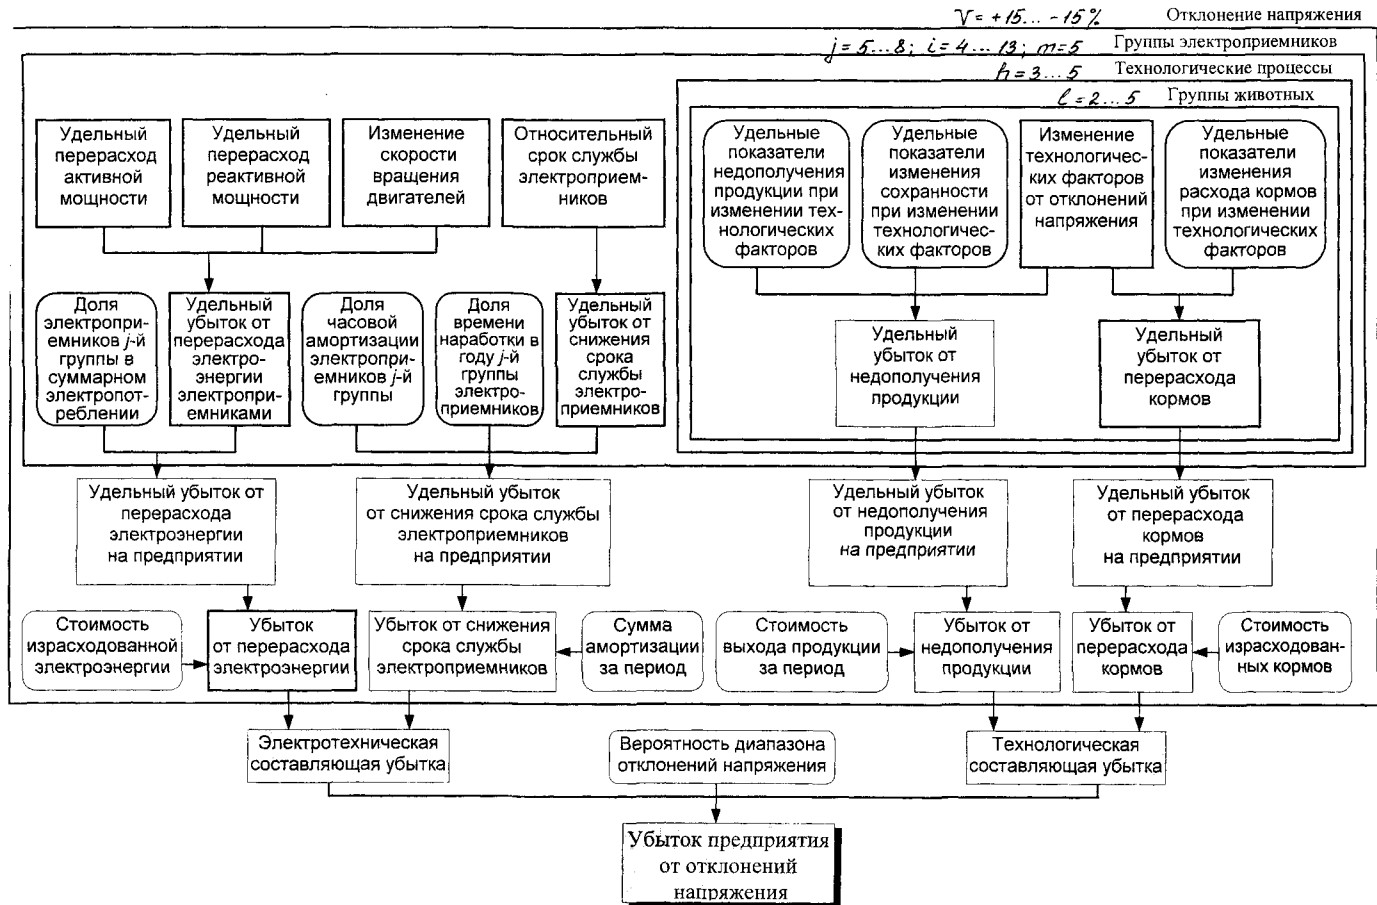 V = +15... -15% Отклонение напряжения
j = 5...8; i = 4...13; m = 5 Группы электроприемников
h = 3...5 Технологические процессы
ℓ = 2...5 Группы животных
Удельный
перерасход
активной
мощности
Удельный
перерасход
реактивной
мощности
Изменение
скорости
вращения
двигателей
Относительный
срок службы
электроприем-
ников
Удельные
показатели
недополучения
продукции при
изменении тех-
нологических
факторов
Удельные
показатели
изменения
сохранности
при изменении
технологичес-
ких факторов
Изменение
технологичес-
ких факторов
от отклонений
напряжения
Удельные
показатели
изменения
расхода кормов
при изменении
технологических
факторов
Доля
электропри-
емников j-й
группы в
суммарном
электропот-
реблении
Удельный
убыток от
перерасхода
электро-
энергии
электропри-
емниками
Доля
часовой
амортизации
электропри-
емников j-й
группы
Доля
времени
наработки в
году j-й
группы
электро-
приемников
Удельный
убыток от
снижения
срока
службы
электро-
приемников
Удельный
убыток от
недополучения
продукции
Удельный
убыток от
перерасхода
кормов
Удельный убыток от
перерасхода
электроэнергии
на предприятии
Удельный убыток
от снижения срока службы
электроприемников
на предприятии
Удельный убыток
от недополучения
продукции
на предприятии
Удельный убыток
от перерасхода
кормов
на предприятии
Стоимость
израсходованной
электроэнергии
Убыток
от перерасхода
электроэнергии
Убыток от снижения
срока службы
электроприемников
Сумма
амортизации
за период
Стоимость
выхода продукции
за период
Убыток от
недополучения
продукции
Убыток от
перерасхода
кормов
Стоимость
израсходован-
ных кормов
Электротехническая
составляющая убытка
Вероятность диапазона
отклонений напряжения
Технологическая
составляющая убытка
Убыток предприятия
от отклонений
напряжения